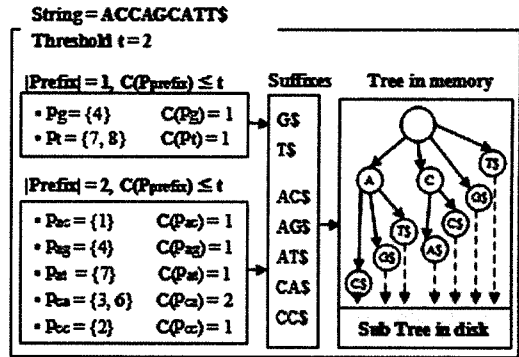 String = ACCAGCATT$
Threshold t = 2
|Prefix| = 1, C(Pprefix) ≤ t
• Pg = {4} C(Pg) = 1
• Pt = {7, 8} C(Pt) = 1
|Prefix| = 2, C(Pprefix) ≤ t
• Pac = {1} C(Pac) = 1
• Pag = {4} C(Pag) = 1
• Pat = {7} C(Pat) = 1
• Pca = {3, 6} C(Pca) = 2
• Pcc = {2} C(Pcc) = 1
Suffixes
G$
T$
AC$
AG$
AT$
CA$
CC$
Tree in memory
T$
A
C
G$
C$
T$
A$
G$
C$
Sub Tree in disk